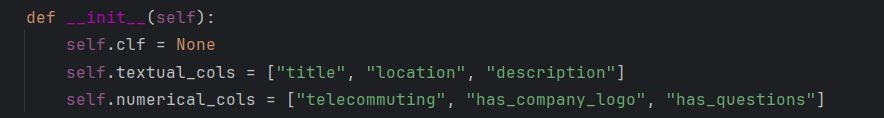 def __init__(self):
    self.clf = None
    self.textual_cols = ["title", "location", "description"]
    self.numerical_cols = ["telecommuting", "has_company_logo", "has_questions"]